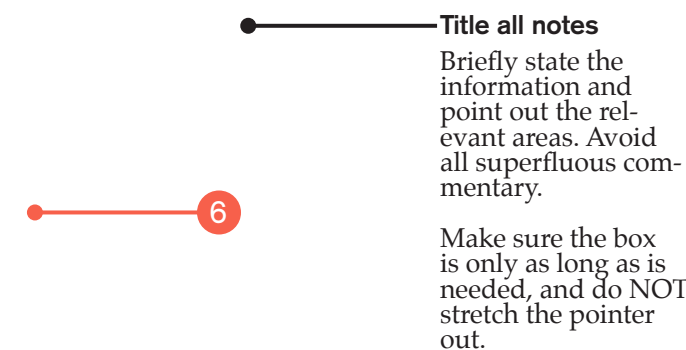 Title all notes
Briefly state the
information and
point out the rel-
evant areas. Avoid
all superfluous com-
mentary.
6
Make sure the box
is only as long as is
needed, and do NOT
stretch the pointer
out.